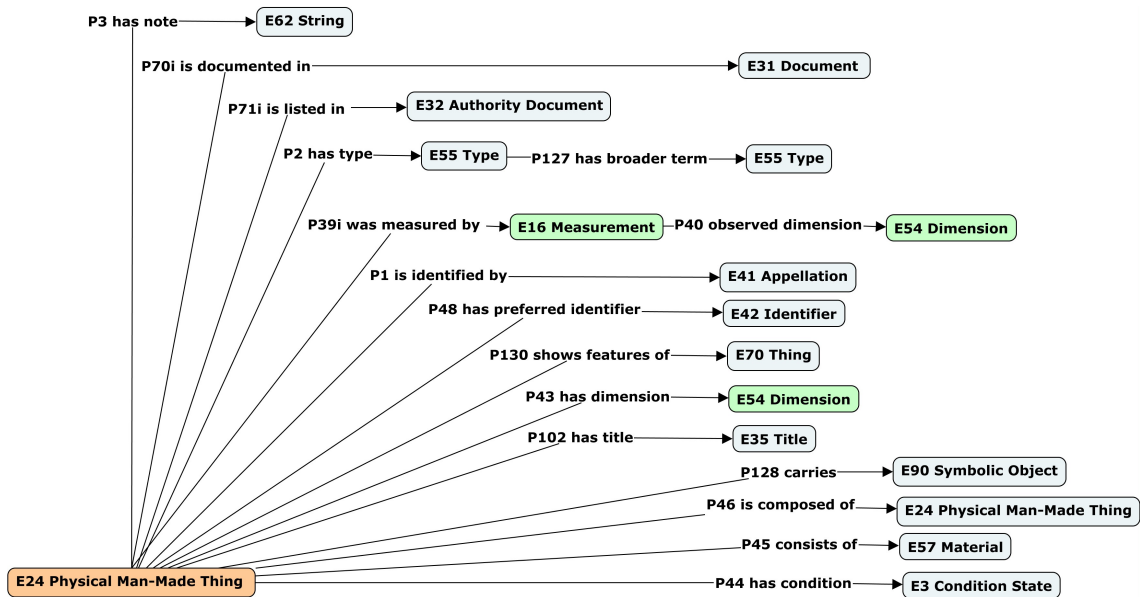 P3 has note E62 String
P70i is documented in E31 Document
P71i is listed in E32 Authority Document
P2 has type E55 Type P127 has broader term E55 Type
P39i was measured by E16 Measurement P40 observed dimension E54 Dimension
P1 is identified by E41 Appellation
P48 has preferred identifier E42 Identifier
P130 shows features of E70 Thing
P43 has dimension E54 Dimension
P102 has title E35 Title
P128 carries E90 Symbolic Object
P46 is composed of E24 Physical Man-Made Thing
P45 consists of E57 Material
E24 Physical Man-Made Thing P44 has condition E3 Condition State